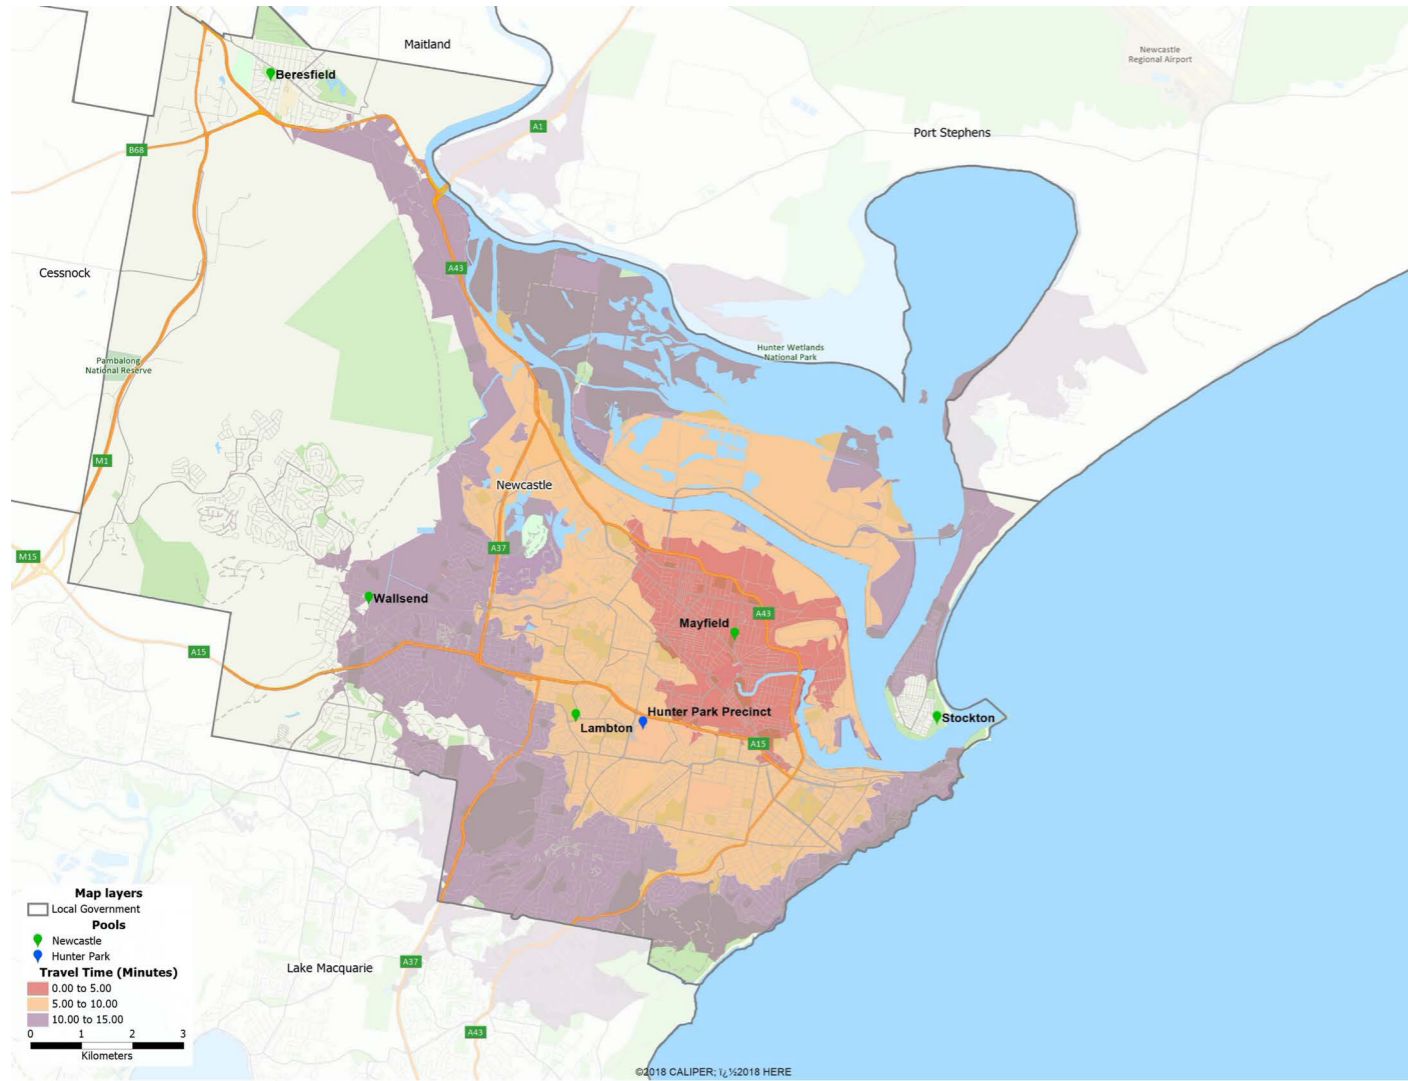 Maitland
Newcastle
Regional Airport
Beresfield
A1
Port Stephens
B68
Cessnock
A43
Hunter Wetlands
National Park
Pambalong
National Reserve
M1
Newcastle
M15
A37
Wallsend
A43
Mayfield
A15
Hunter Park Precinct
Stockton
Lambton
A15
Map layers
Local Government
Pools
Newcastle
Hunter Park
Travel Time (Minutes)
0.00 to 5.00
5.00 to 10.00
10.00 to 15.00
0 1 2 3
Kilometers
Lake Macquarie
A37
A43
©2018 CALIPER; ï¿½2018 HERE